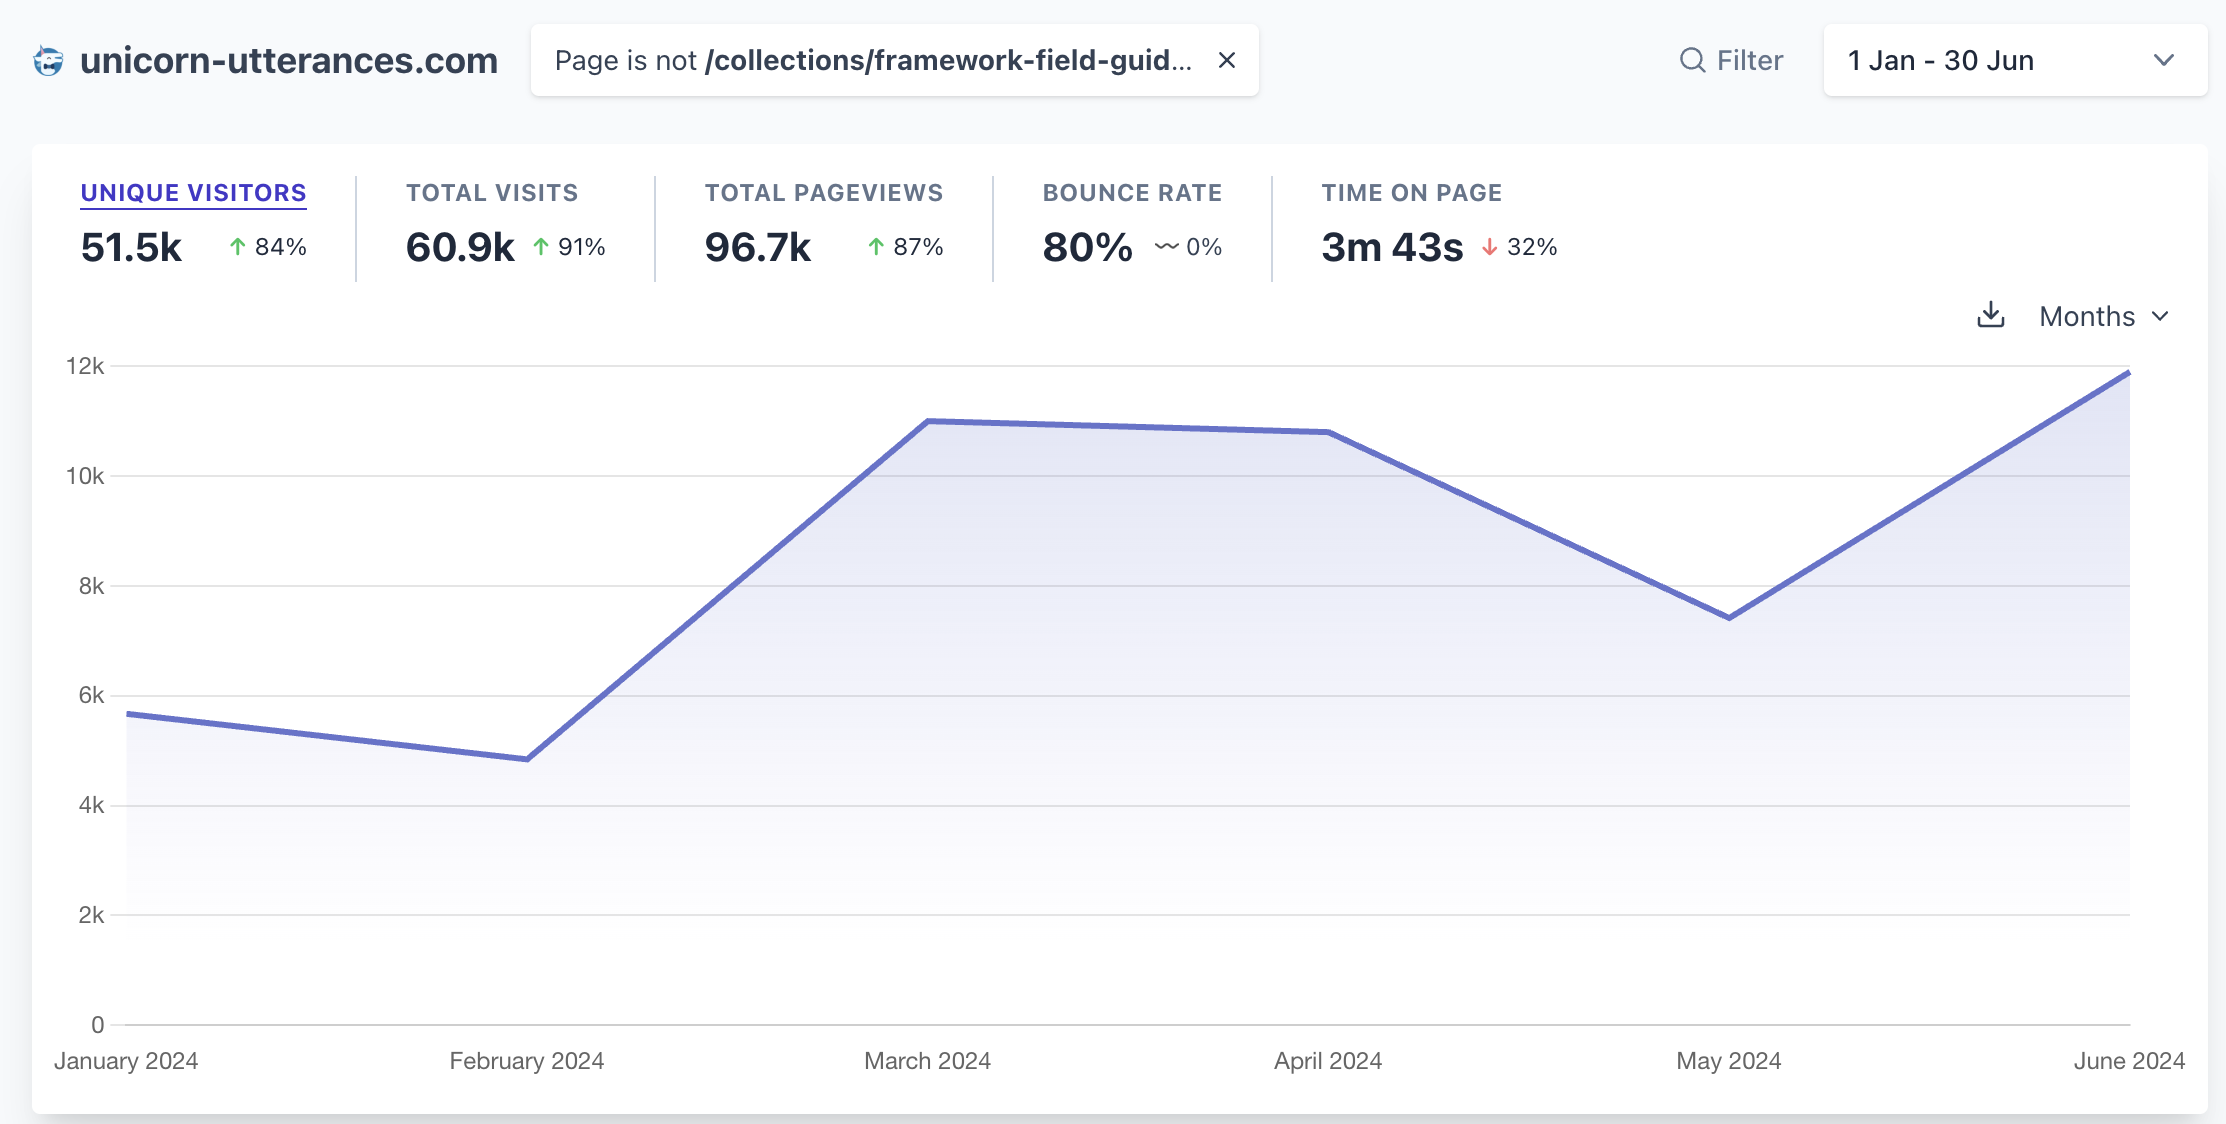 unicorn-utterances.com
Page is not /collections/framework-field-guid...
Filter
1 Jan - 30 Jun
UNIQUE VISITORS
51.5k 84%
TOTAL VISITS
60.9k 91%
TOTAL PAGEVIEWS
96.7k 87%
BOUNCE RATE
80% 0%
TIME ON PAGE
3m 43s 32%
Months
12k
10k
8k
6k
4k
2k
0
January 2024
February 2024
March 2024
April 2024
May 2024
June 2024